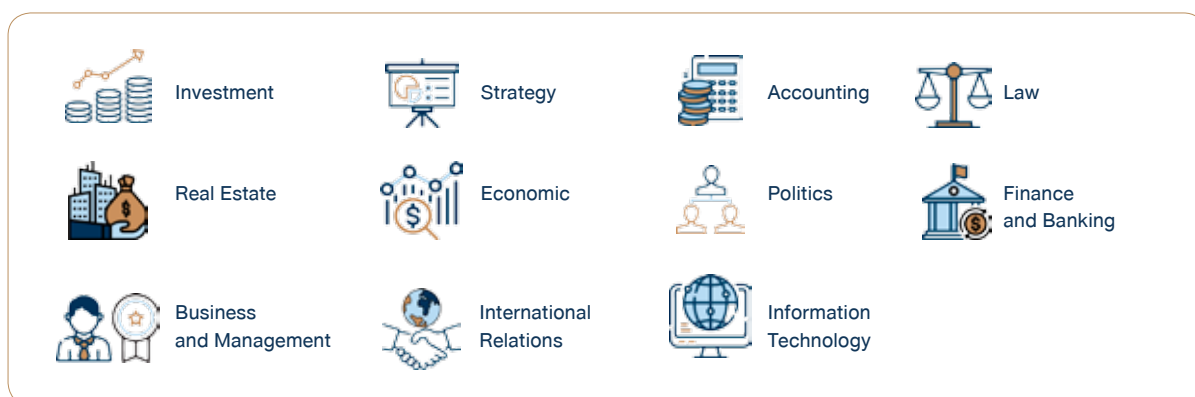 Investment
Strategy
Accounting
Law
Real Estate
Economic
Politics
Finance
and Banking
Business
and Management
International
Relations
Information
Technology